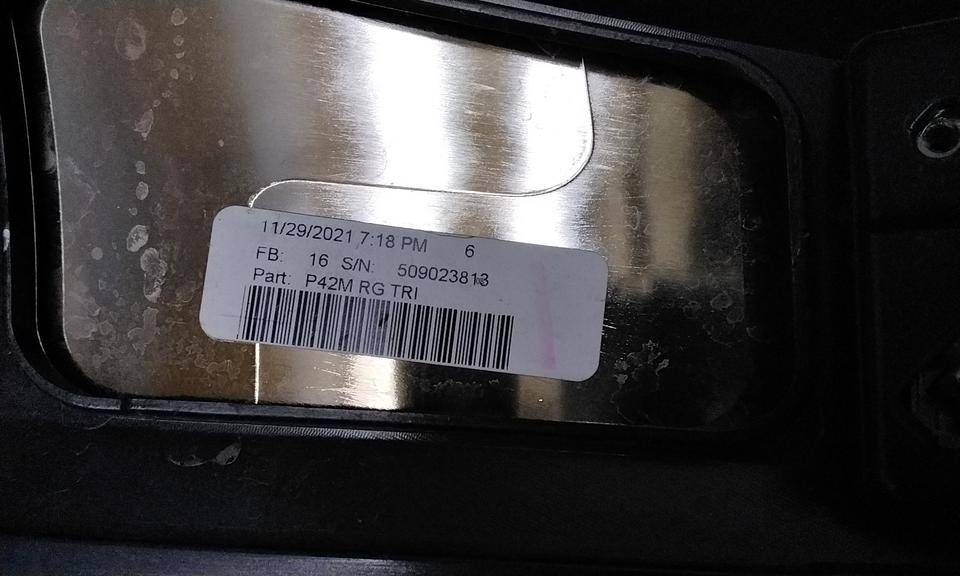 11/29/2021 7:18 PM 6
FB: 16 S/N: 509023813
Part: P42M RG TRI